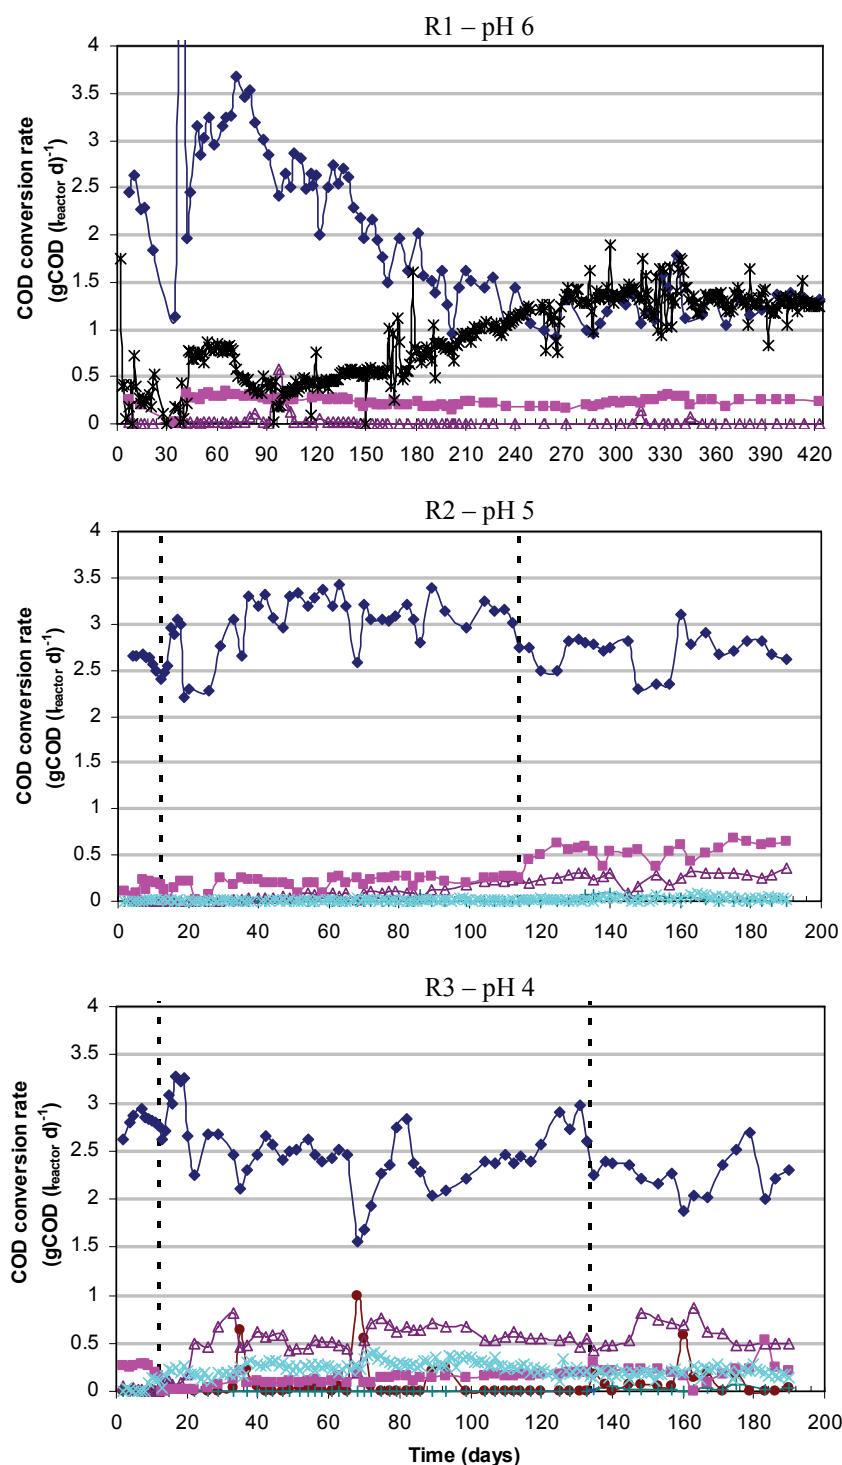 R1 – pH 6
COD conversion rate
(gCOD (lreactor d)-1
4
3.5
3
2.5
2
1.5
1
0.5
0
0 30 60 90 120 150 180 210 240 270 300 330 360 390 420
R2 – pH 5
COD conversion rate
(gCOD (lreactor d)-1
4
3.5
3
2.5
2
1.5
1
0.5
0
0 20 40 60 80 100 120 140 160 180 200
R3 – pH 4
COD conversion rate
(gCOD (lreactor d)-1
4
3.5
3
2.5
2
1.5
1
0.5
0
0 20 40 60 80 100 120 140 160 180 200
Time (days)